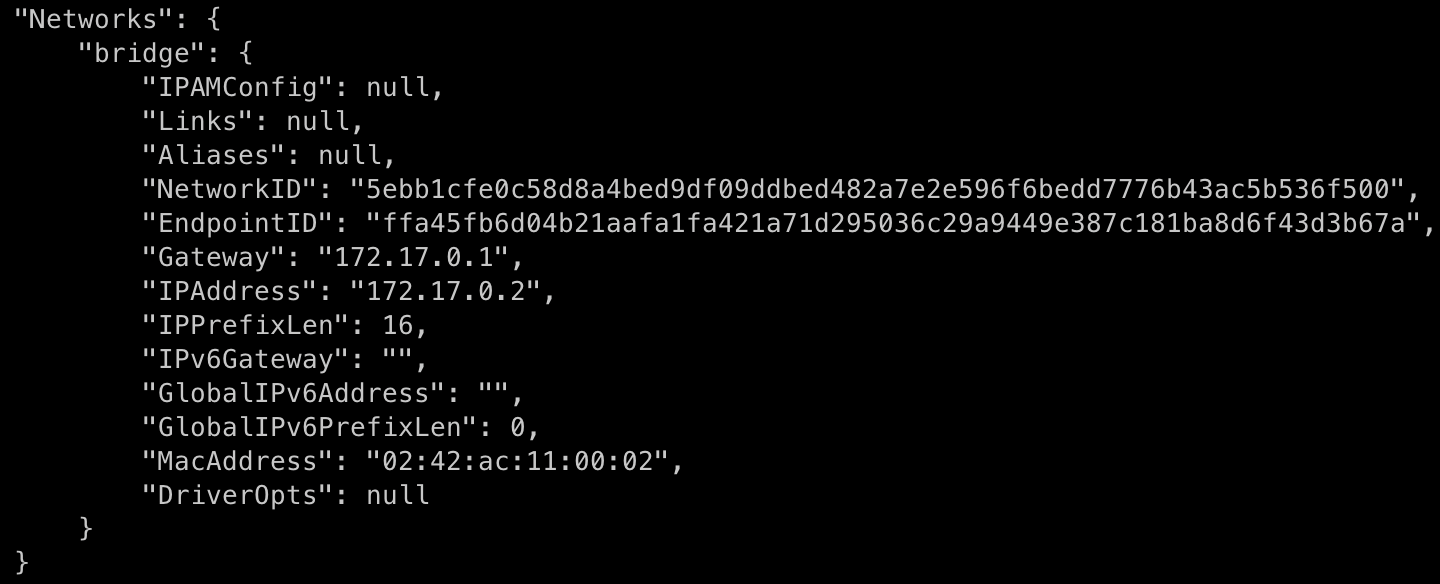 "Networks": {
"bridge": {
"IPAMConfig": null,
"Links": null,
"Aliases": null,
"NetworkID": "5ebb1cfe0c58d8a4bed9df09ddbed482a7e2e596f6bedd7776b43ac5b536f500",
"EndpointID": "ffa45fb6d04b21aafa1fa421a71d295036c29a9449e387c181ba8d6f43d3b67a",
"Gateway": "172.17.0.1",
"IPAddress": "172.17.0.2",
"IPPrefixLen": 16,
"IPv6Gateway": "",
"GlobalIPv6Address": "",
"GlobalIPv6PrefixLen": 0,
"MacAddress": "02:42:ac:11:00:02",
"DriverOpts": null
}
}